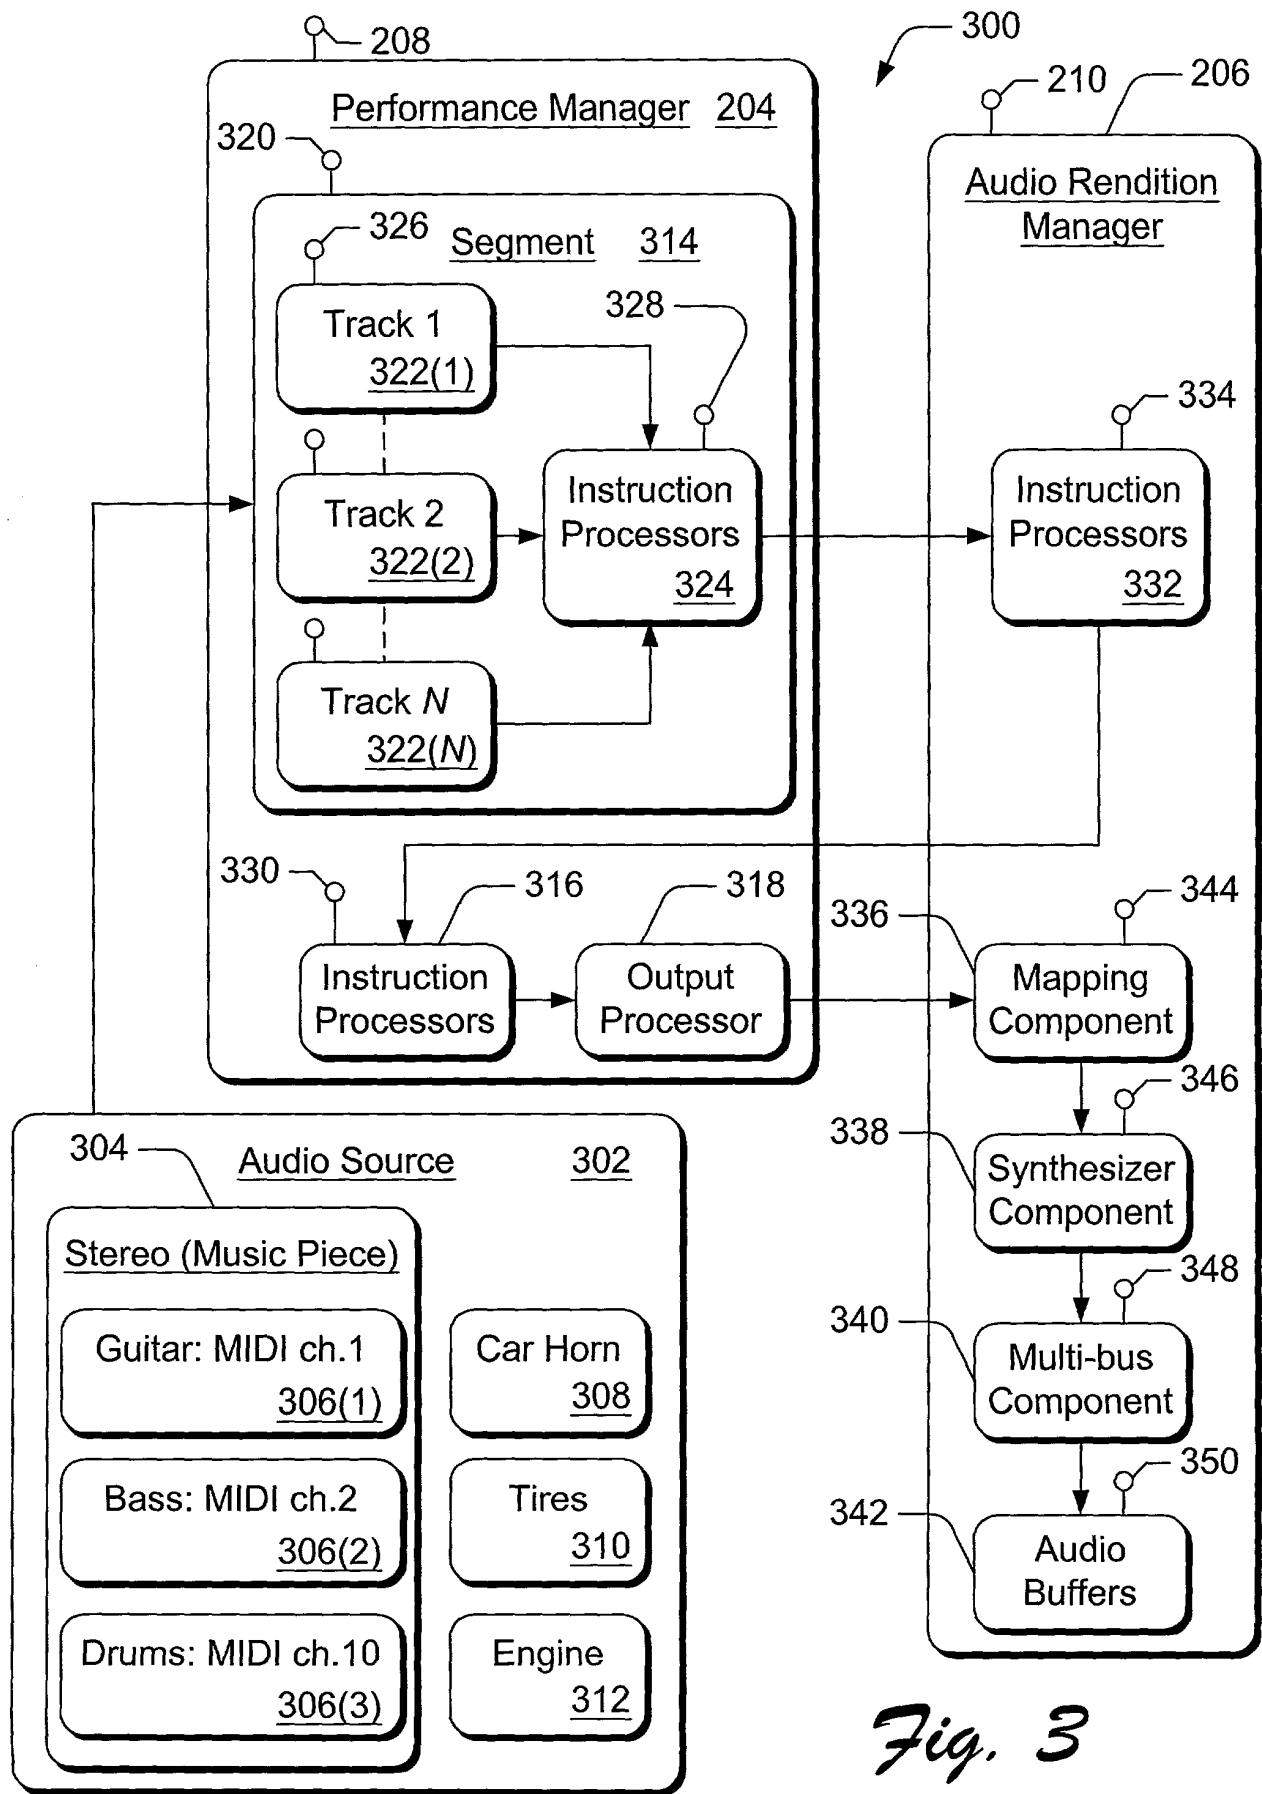 300
208
Performance Manager 204
320
326
Segment 314
328
Track 1
322(1)
Track 2
322(2)
Track N
322(N)
Instruction
Processors
324
330
316
318
Instruction
Processors
Output
Processor
210
206
Audio Rendition
Manager
334
Instruction
Processors
332
336
344
Mapping
Component
338
346
Synthesizer
Component
340
348
Multi-bus
Component
342
350
Audio
Buffers
304
Audio Source 302
Stereo (Music Piece)
Guitar: MIDI ch.1
306(1)
Bass: MIDI ch.2
306(2)
Drums: MIDI ch.10
306(3)
Car Horn
308
Tires
310
Engine
312
Fig. 3